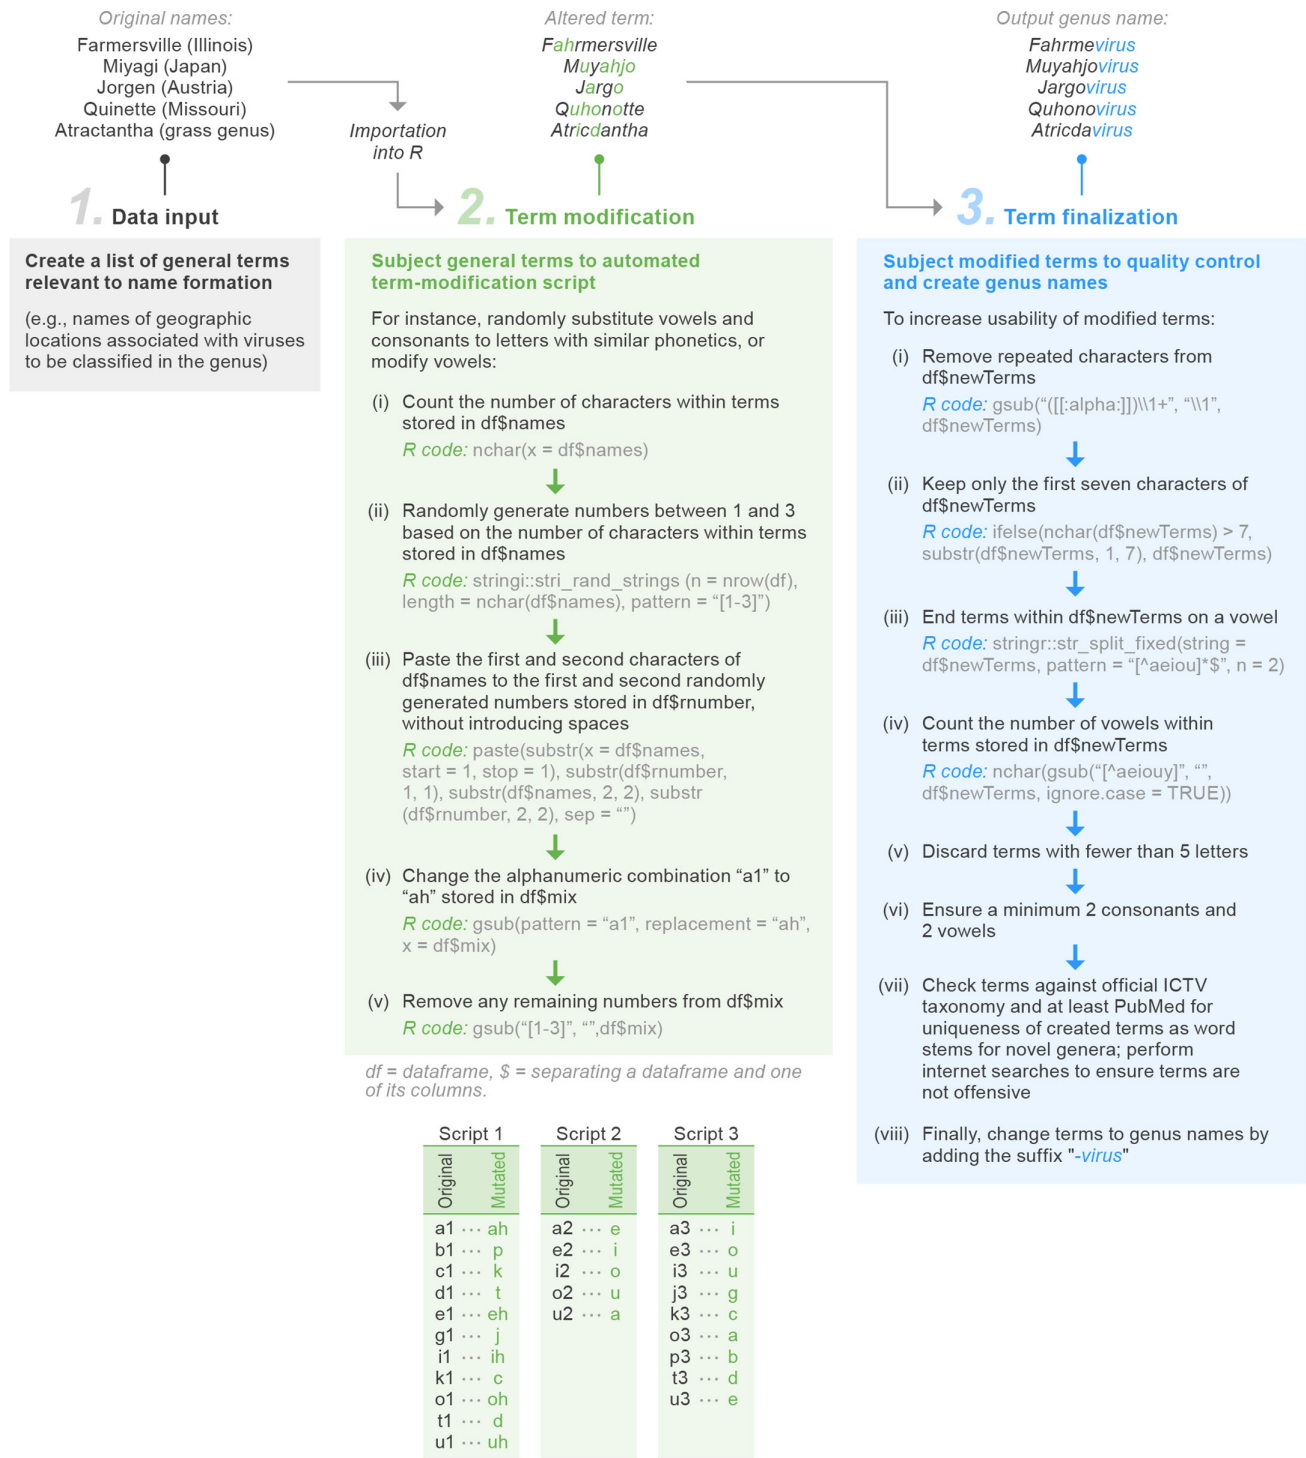 Original names:
Farmersville (Illinois)
Miyagi (Japan)
Jorgen (Austria)
Quinette (Missouri)
Atractantha (grass genus)
Importation
into R
Altered term:
Fahrmersville
Muyahjo
Jargo
Quhonotte
Atricdantha
Output genus name:
Fahrmevirus
Muyahjovirus
Jargovirus
Quhonovirus
Atricdavirus
1. Data input
Create a list of general terms
relevant to name formation
(e.g., names of geographic
locations associated with viruses
to be classified in the genus)
2. Term modification
Subject general terms to automated
term-modification script
For instance, randomly substitute vowels and
consonants to letters with similar phonetics, or
modify vowels:
(i) Count the number of characters within terms
stored in df$names
R code: nchar(x = df$names)
(ii) Randomly generate numbers between 1 and 3
based on the number of characters within terms
stored in df$names
R code: stringi::stri_rand_strings (n = nrow(df),
length = nchar(df$names), pattern = “[1-3]”)
(iii) Paste the first and second characters of
df$names to the first and second randomly
generated numbers stored in df$rnumber,
without introducing spaces
R code: paste(substr(x = df$names,
start = 1, stop = 1), substr(df$rnumber,
1, 1), substr(df$names, 2, 2), substr
(df$rnumber, 2, 2), sep = “”)
(iv) Change the alphanumeric combination “a1” to
“ah” stored in df$mix
R code: gsub(pattern = “a1”, replacement = “ah”,
x = df$mix)
(v) Remove any remaining numbers from df$mix
R code: gsub(“[1-3]”, “”,df$mix)
df = dataframe, $ = separating a dataframe and one
of its columns.
Script 1
Original Mutated
a1 ··· ah
b1 ··· p
c1 ··· k
d1 ··· t
e1 ··· eh
g1 ··· j
i1 ··· ih
k1 ··· c
o1 ··· oh
t1 ··· d
u1 ··· uh
Script 2
Original Mutated
a2 ··· e
e2 ··· i
i2 ··· o
o2 ··· u
u2 ··· a
Script 3
Original Mutated
a3 ··· i
e3 ··· o
i3 ··· u
j3 ··· g
k3 ··· c
o3 ··· a
p3 ··· b
t3 ··· d
u3 ··· e
3. Term finalization
Subject modified terms to quality control
and create genus names
To increase usability of modified terms:
(i) Remove repeated characters from
df$newTerms
R code: gsub(“([[:alpha:]])\\1+”, “\\1”,
df$newTerms)
(ii) Keep only the first seven characters of
df$newTerms
R code: ifelse(nchar(df$newTerms) > 7,
substr(df$newTerms, 1, 7), df$newTerms)
(iii) End terms within df$newTerms on a vowel
R code: stringr::str_split_fixed(string =
df$newTerms, pattern = “[^aeiou]*$”, n = 2)
(iv) Count the number of vowels within
terms stored in df$newTerms
R code: nchar(gsub(“[^aeiouy]”, “”,
df$newTerms, ignore.case = TRUE))
(v) Discard terms with fewer than 5 letters
(vi) Ensure a minimum 2 consonants and
2 vowels
(vii) Check terms against official ICTV
taxonomy and at least PubMed for
uniqueness of created terms as word
stems for novel genera; perform
internet searches to ensure terms are
not offensive
(viii) Finally, change terms to genus names by
adding the suffix "-virus"